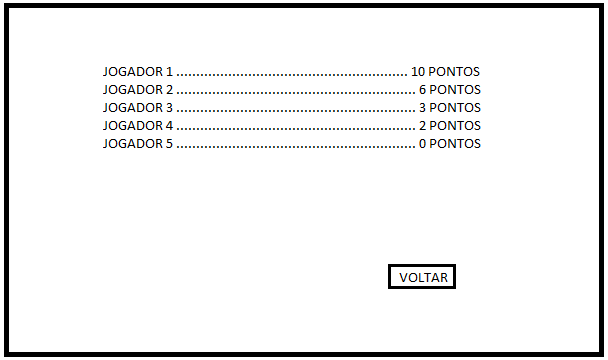 JOGADOR 1 .......................................................... 10 PONTOS
JOGADOR 2 ............................................................ 6 PONTOS
JOGADOR 3 ............................................................ 3 PONTOS
JOGADOR 4 ............................................................ 2 PONTOS
JOGADOR 5 ............................................................ 0 PONTOS
VOLTAR